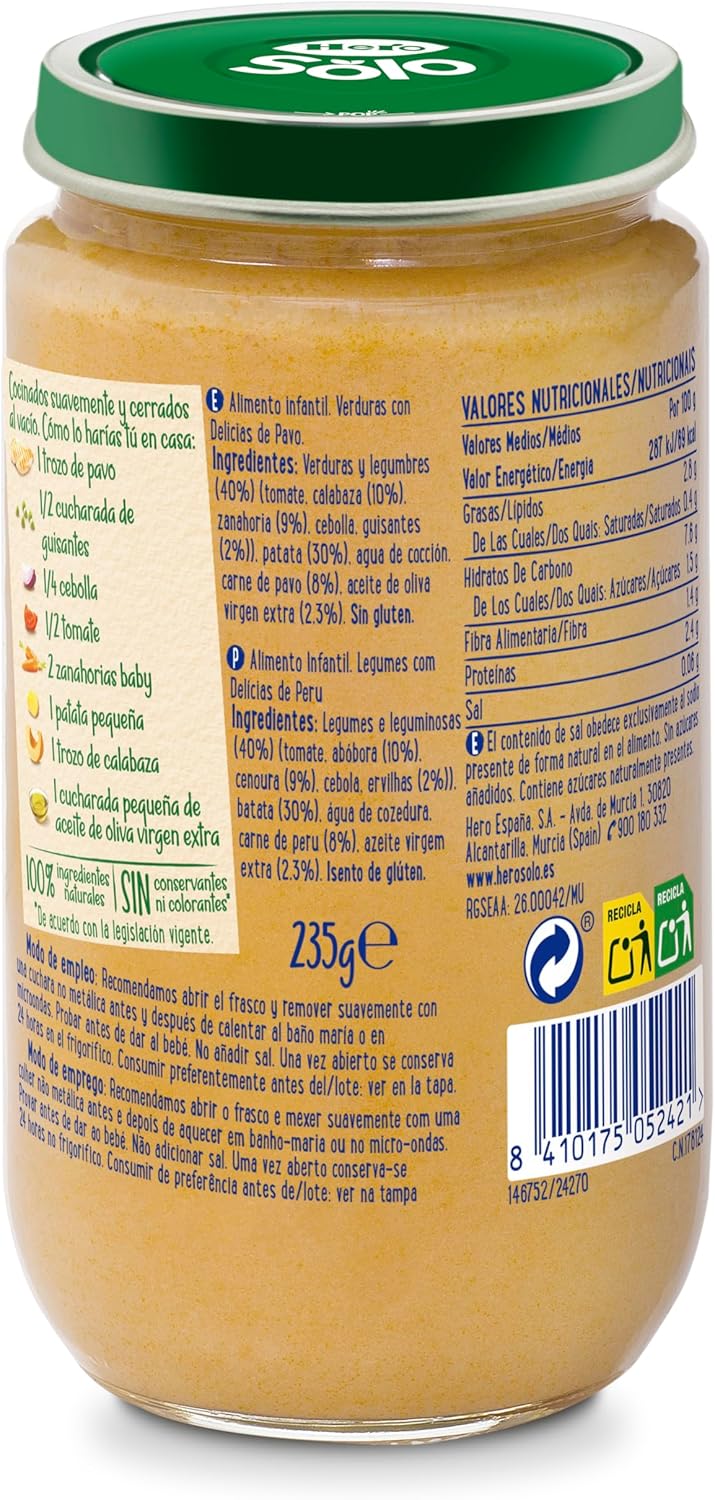 Hero
Solo
Cocinados suavemente y cerrados
al vacío. Cómo lo harías tú en casa:
1 trozo de pavo
1/2 cucharada de
guisantes
1/4 cebolla
1/2 tomate
2 zanahorias baby
1 patata pequeña
1 trozo de calabaza
1 cucharada pequeña de
aceite de oliva virgen extra
100% ingredientes naturales | SIN conservantes ni colorantes*
*De acuerdo con la legislación vigente.
E Alimento infantil. Verduras con
Delicias de Pavo.
Ingredientes: Verduras y legumbres
(40%) (tomate, calabaza (10%),
zanahoria (9%), cebolla, guisantes
(2%)), patata (30%), agua de cocción,
carne de pavo (8%), aceite de oliva
virgen extra (2.3%). Sin gluten.
P Alimento Infantil. Legumes com
Delícias de Peru
Ingredientes: Legumes e leguminosas
(40%) (tomate, abóbora (10%),
cenoura (9%), cebola, ervilhas (2%)),
batata (30%), água de cozedura,
carne de peru (8%), azeite virgem
extra (2.3%). Isento de glúten.
VALORES NUTRICIONALES/NUTRICIONAIS
Valores Medios/Médios Por 100 g
Valor Energético/Energia 287 kJ/69 kcal
Grasas/Lípidos 2.8 g
De Las Cuales/Dos Quais: Saturadas/Saturados 0.4 g
Hidratos De Carbono 7.6 g
De Los Cuales/Dos Quais: Azúcares/Açúcares 1.5 g
Fibra Alimentaria/Fibra 1.4 g
Proteínas 2.4 g
Sal 0.06 g
E El contenido de sal obedece exclusivamente al sodio
presente de forma natural en el alimento. Sin azúcares
añadidos. Contiene azúcares naturalmente presentes.
Hero España, S.A. - Avda. de Murcia 1. 30820
Alcantarilla. Murcia (Spain) 900 180 332
www.herosolo.es
RGSEAA: 26.00042/MU
235g e
®
RECICLA
RECICLA
Modo de empleo: Recomendamos abrir el frasco y remover suavemente con
una cuchara no metálica antes y después de calentar al baño maría o en
microondas. Probar antes de dar al bebé. No añadir sal. Una vez abierto se conserva
24 horas en el frigorífico. Consumir preferentemente antes del/lote: ver en la tapa.
Modo de emprego: Recomendamos abrir o frasco e mexer suavemente com uma
colher não metálica antes e depois de aquecer em banho-maria ou no micro-ondas.
Provar antes de dar ao bebé. Não adicionar sal. Uma vez aberto conserva-se
24 horas no frigorífico. Consumir de preferência antes de/lote: ver na tampa
8 410175 052421 >
C.N.178124
146752/24270